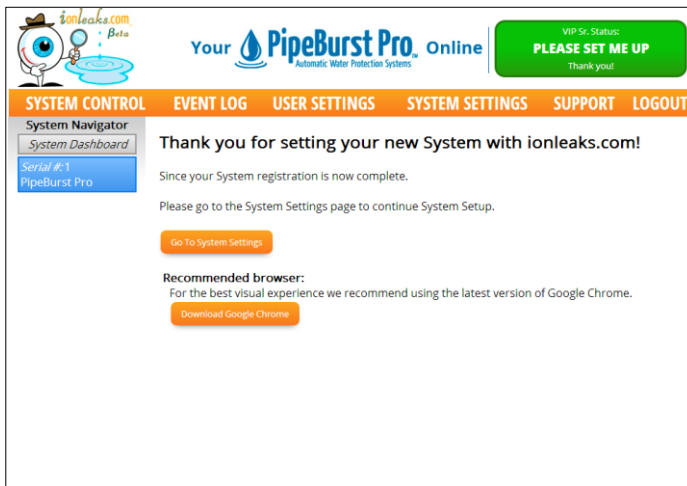 ionleaks.com
Beta
Your PipeBurst Pro™ Online
Automatic Water Protection Systems
VIP Sr. Status:
PLEASE SET ME UP
Thank you!
SYSTEM CONTROL EVENT LOG USER SETTINGS SYSTEM SETTINGS SUPPORT LOGOUT
System Navigator
System Dashboard
Serial #:1
PipeBurst Pro
Thank you for setting your new System with ionleaks.com!
Since your System registration is now complete.
Please go to the System Settings page to continue System Setup.
Go To System Settings
Recommended browser:
For the best visual experience we recommend using the latest version of Google Chrome.
Download Google Chrome